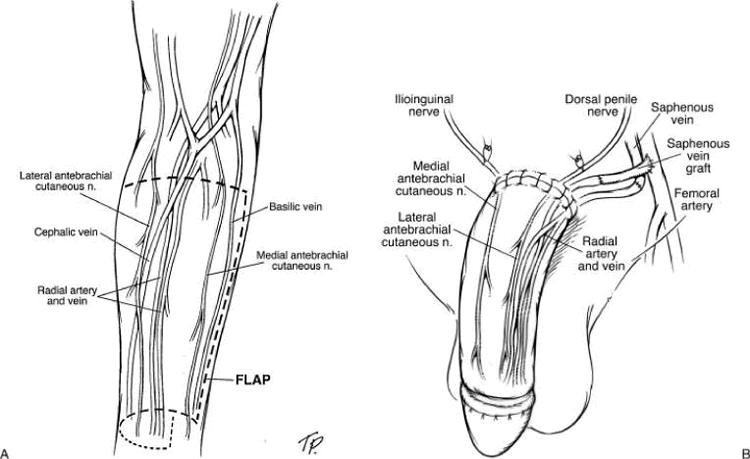 Lateral antebrachial
cutaneous n.
Cephalic vein
Radial artery
and vein
Basilic vein
Medial antebrachial
cutaneous n.
FLAP
TP.
A
Ilioinguinal
nerve
Dorsal penile
nerve
Saphenous
vein
Saphenous
vein
graft
Medial
antebrachial
cutaneous n.
Femoral
artery
Lateral
antebrachial
cutaneous n.
Radial
artery
and vein
B